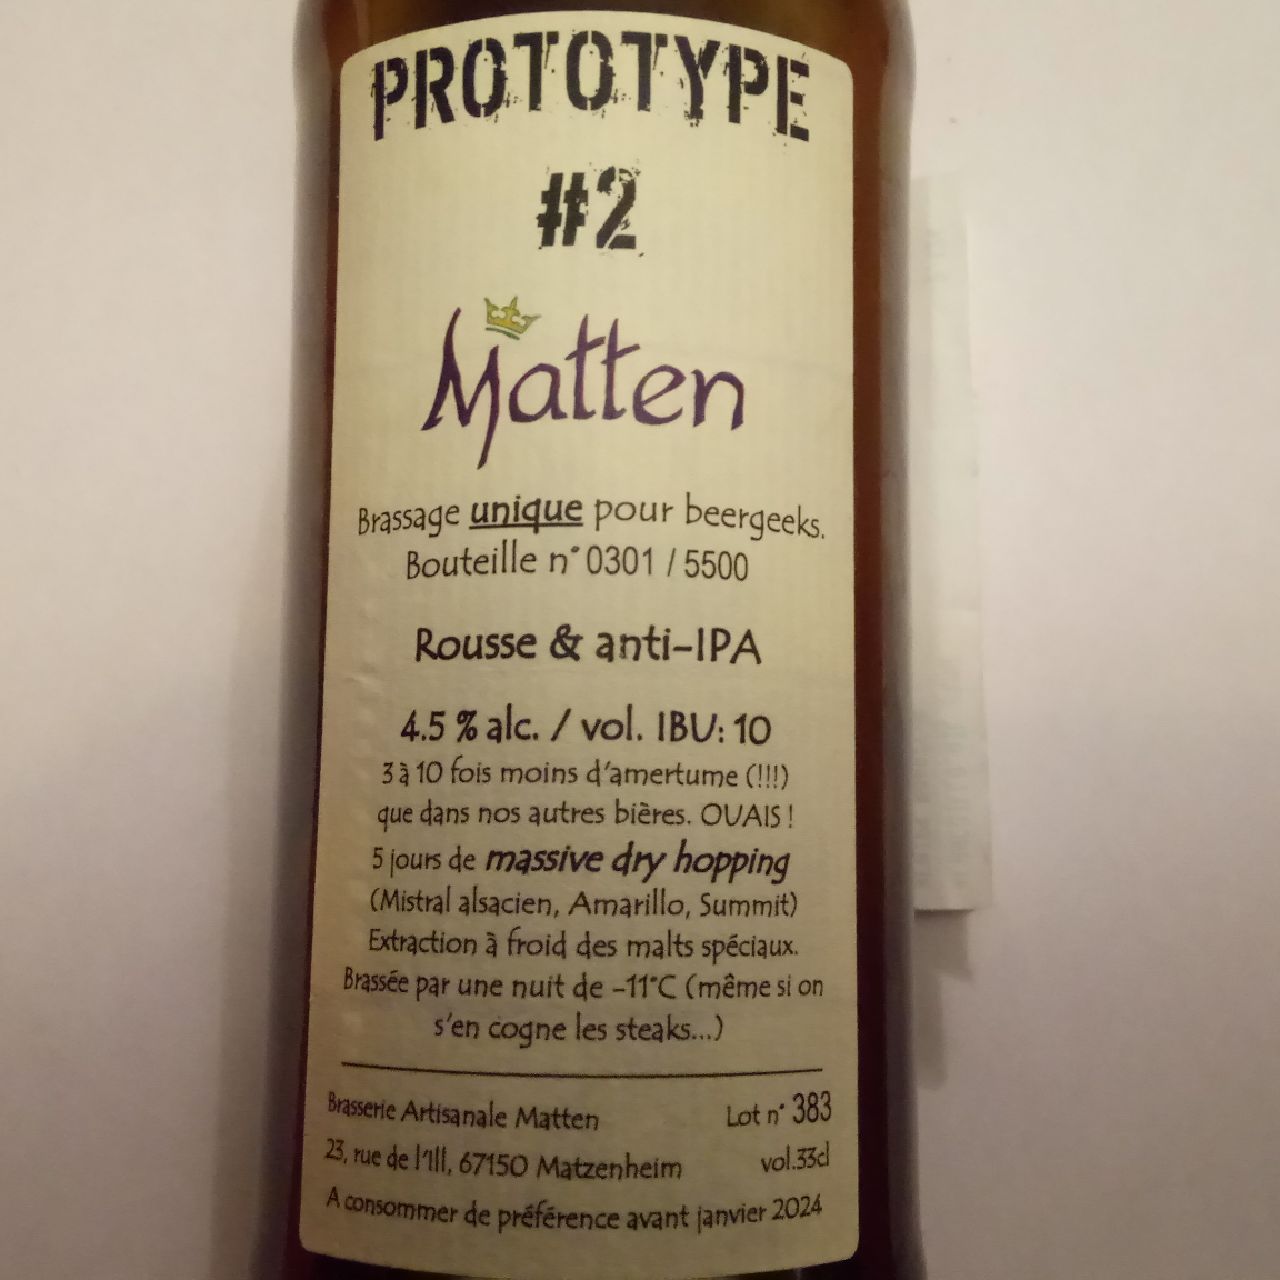 PROTOTYPE
#2
Matten
Brassage unique pour beergeeks.
Bouteille n° 0301 / 5500
Rousse & anti-IPA
4.5 % alc. / vol. IBU: 10
3 à 10 fois moins d'amertume (!!!)
que dans nos autres bières. OUAIS !
5 jours de massive dry hopping
(Mistral alsacien, Amarillo, Summit)
Extraction à froid des malts spéciaux.
Brassée par une nuit de -11°C (même si on
s'en cogne les steaks...)
Brasserie Artisanale Matten Lot n° 383
23, rue de l'Ill, 67150 Matzenheim vol.33cl
A consommer de préférence avant janvier 2024